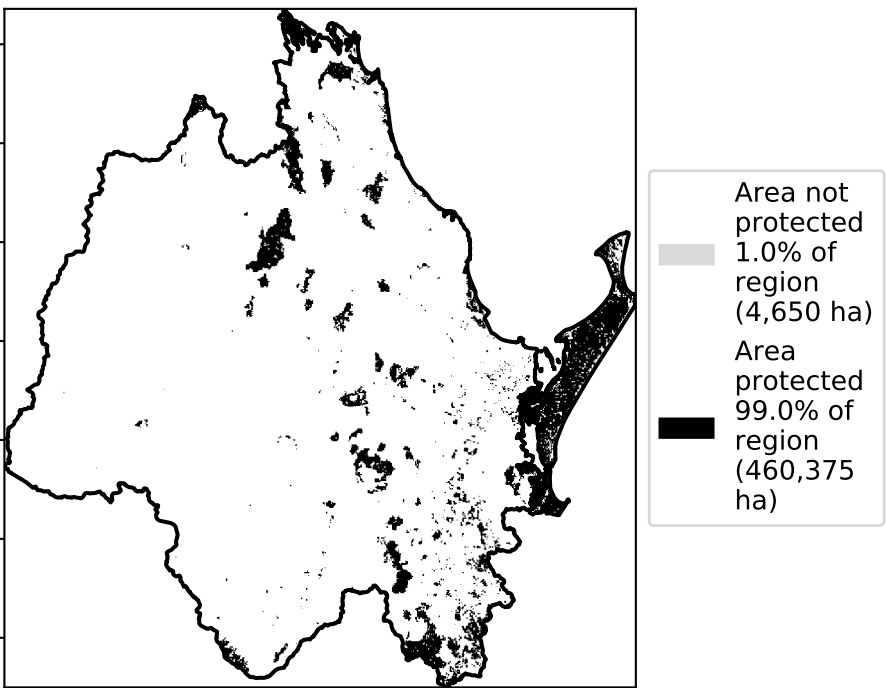 Area not
protected
1.0% of
region
(4,650 ha)
Area
protected
99.0% of
region
(460,375
ha)